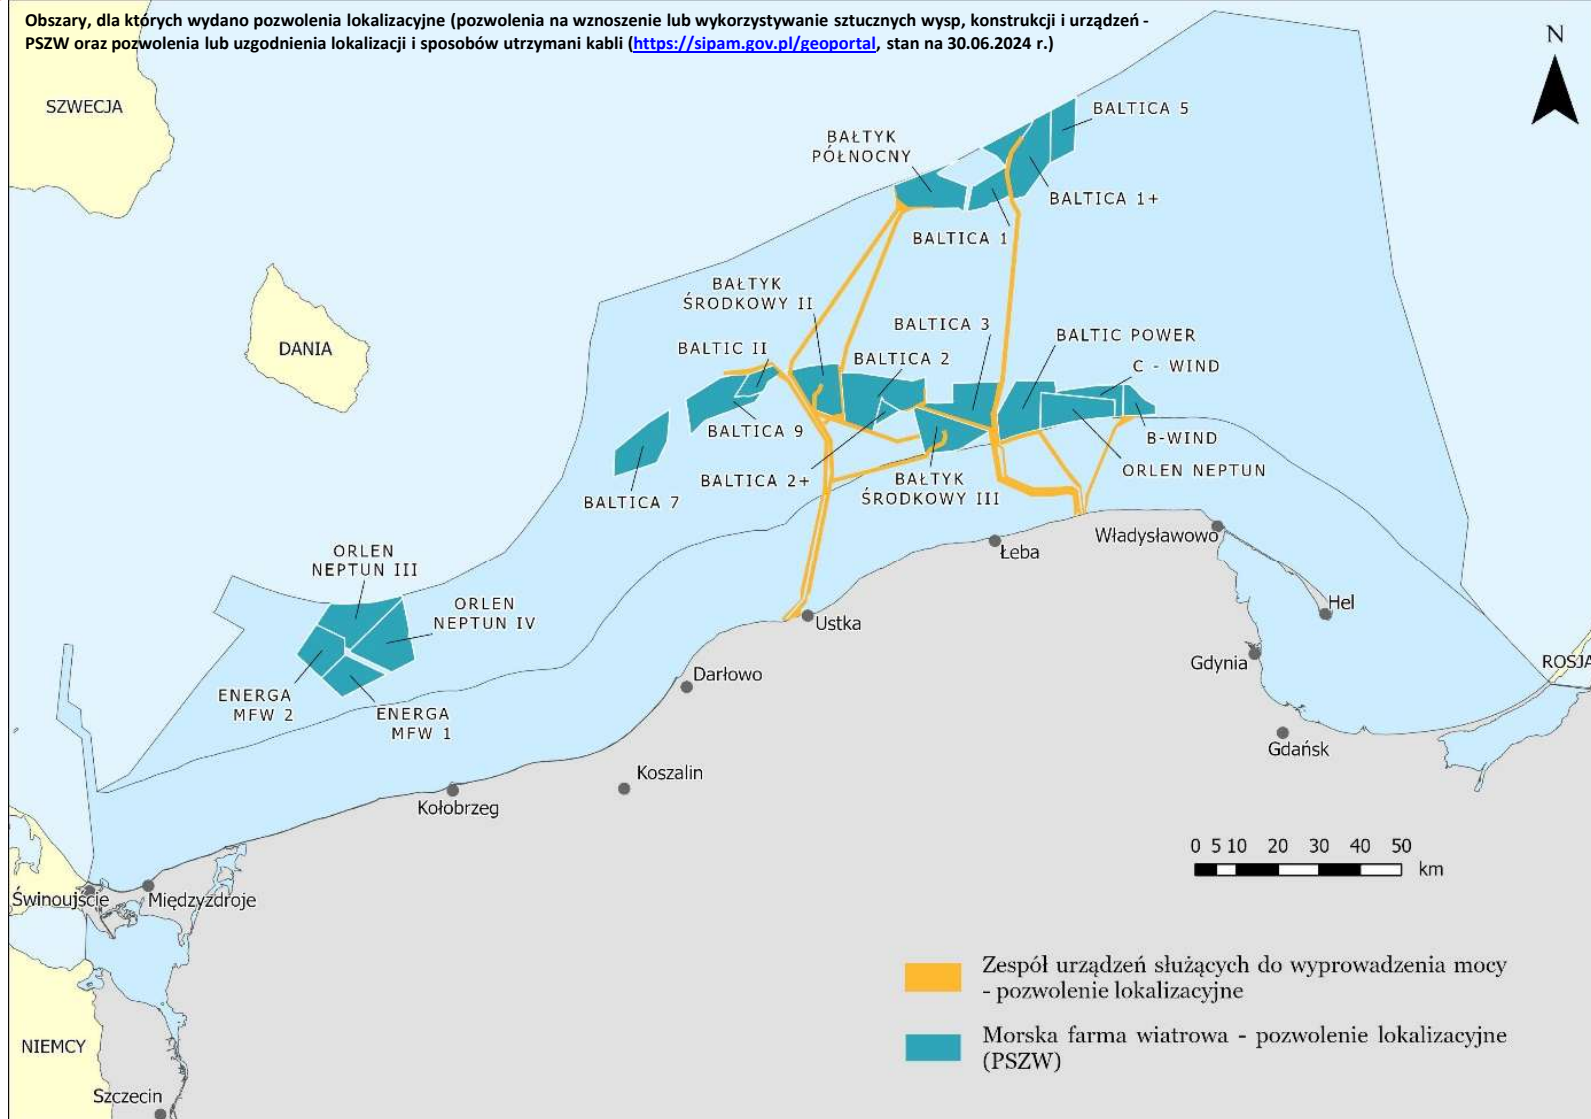 Obszary, dla których wydano pozwolenia lokalizacyjne (pozwolenia na wznoszenie lub wykorzystywanie sztucznych wysp, konstrukcji i urządzeń -
PSZW oraz pozwolenia lub uzgodnienia lokalizacji i sposobów utrzymani kabli (https://sipam.gov.pl/geoportal, stan na 30.06.2024 r.)
N
SZWECJA
BALTICA 5
BAŁTYK
PÓŁNOCNY
BALTICA 1+
BALTICA 1
BAŁTYK
ŚRODKOWY II
BALTICA 3
BALTIC POWER
DANIA
BALTIC II
BALTICA 2
C - WIND
BALTICA 9
B-WIND
BALTICA 2+
BAŁTYK
ŚRODKOWY III
ORLEN NEPTUN
BALTICA 7
Władysławowo
Łeba
ORLEN
NEPTUN III
ORLEN
NEPTUN IV
Hel
Ustka
Gdynia
ROSJA
Darłowo
ENERGA
MFW 2
ENERGA
MFW 1
Gdańsk
Koszalin
Kołobrzeg
0 5 10 20 30 40 50
km
Świnoujście
Międzyzdroje
Zespół urządzeń służących do wyprowadzenia mocy
- pozwolenie lokalizacyjne
Morska farma wiatrowa - pozwolenie lokalizacyjne
(PSZW)
NIEMCY
Szczecin